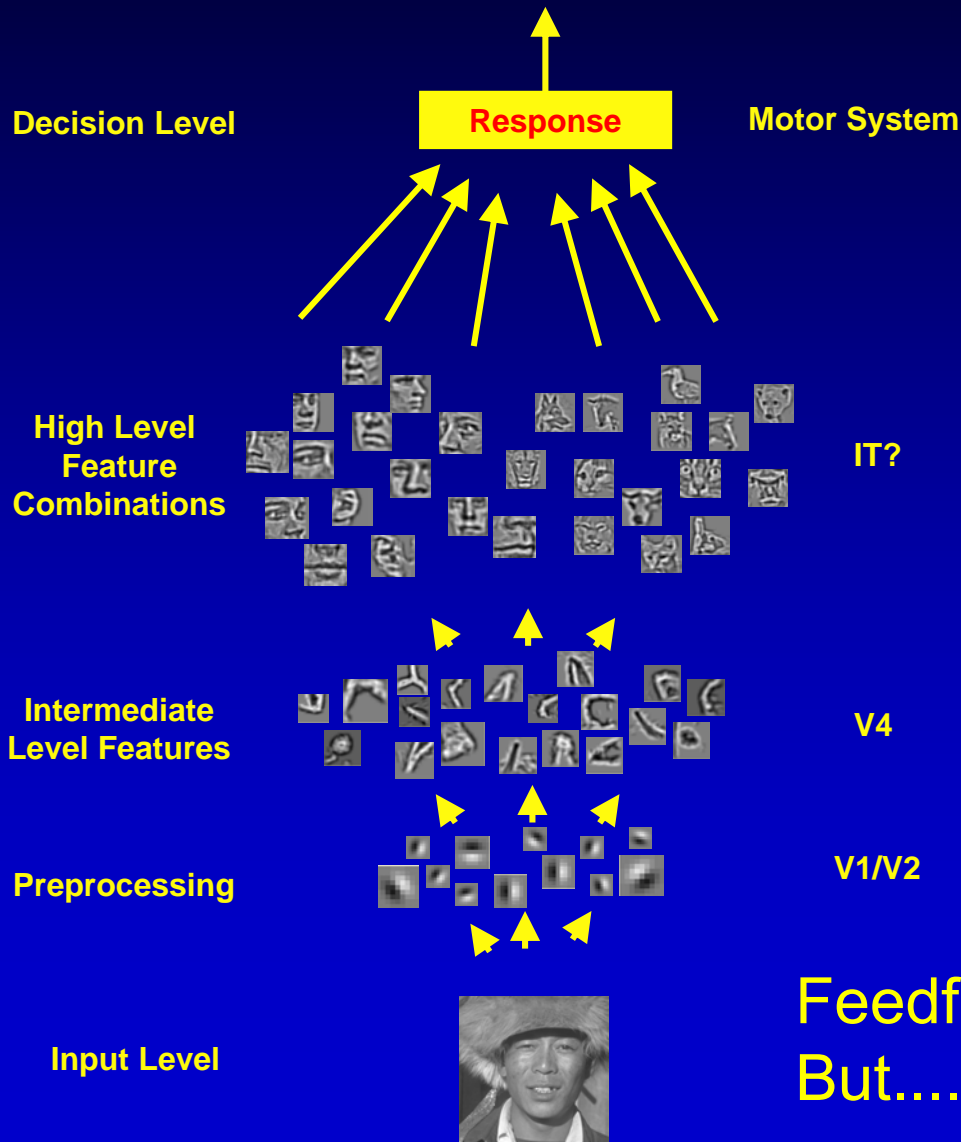 Decision Level
Response
Motor System
High Level
Feature
Combinations
IT?
Intermediate
Level Features
V4
Preprocessing
V1/V2
Input Level
But....